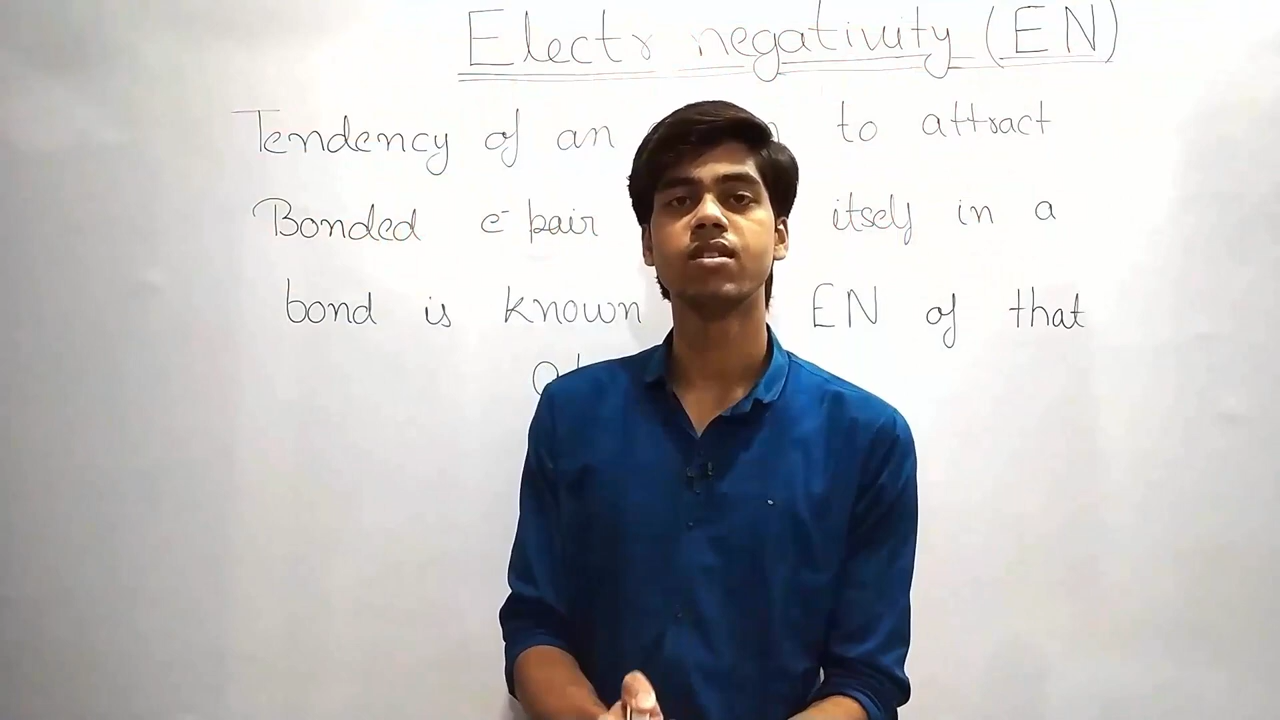 Electr negativity (EN)
Tendency of an to attract
Bonded e⁻ pair itself in a
bond is known EN of that